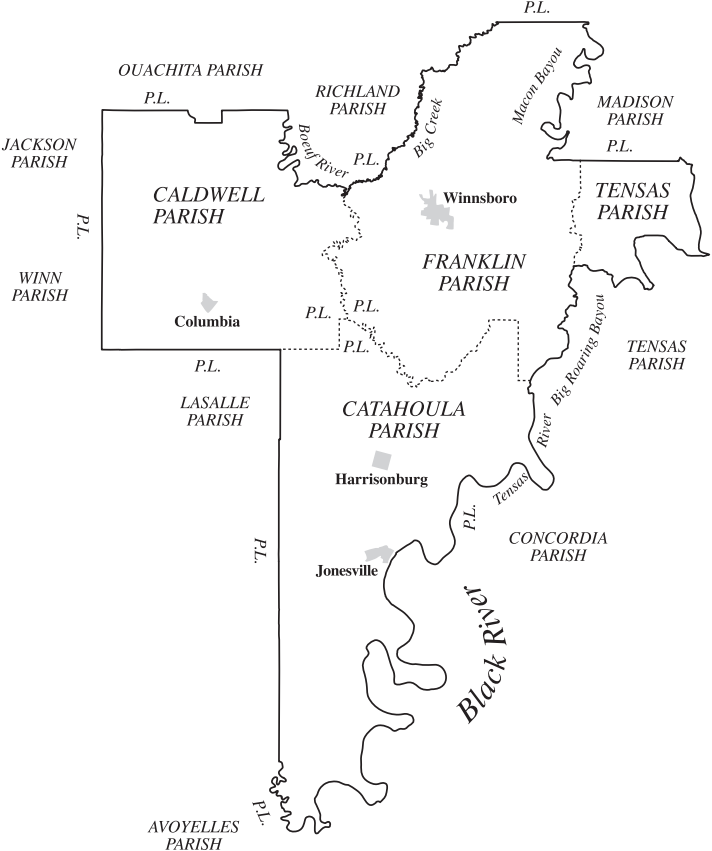 P.L.
OUACHITA PARISH
P.L.
RICHLAND
PARISH
Macon Bayou
MADISON
PARISH
Big Creek
Boeuf River
P.L.
P.L.
JACKSON
PARISH
CALDWELL
PARISH
Winnsboro
TENSAS
PARISH
P.L.
FRANKLIN
PARISH
WINN
PARISH
Columbia
P.L.
P.L.
P.L.
Big Roaring Bayou
TENSAS
PARISH
P.L.
LASALLE
PARISH
CATAHOULA
PARISH
River
Harrisonburg
Tensas
P.L.
CONCORDIA
PARISH
P.L.
Jonesville
Black River
P.L.
AVOYELLES
PARISH